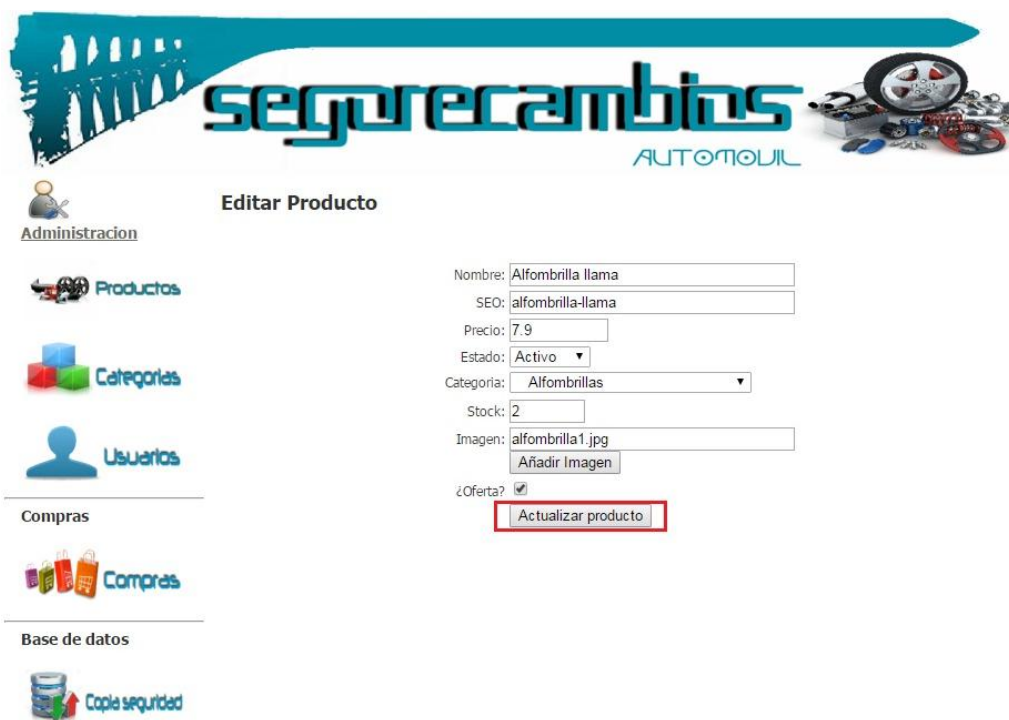 segorecambios
AUTOMOVIL
Administracion
Productos
Categorias
Usuarios
Compras
Compras
Base de datos
Copia seguridad
Editar Producto
Nombre: Alfombrilla llama
SEO: alfombrilla-llama
Precio: 7.9
Estado: Activo
Categoria: Alfombrillas
Stock: 2
Imagen: alfombrilla1.jpg
Añadir Imagen
¿Oferta?
Actualizar producto